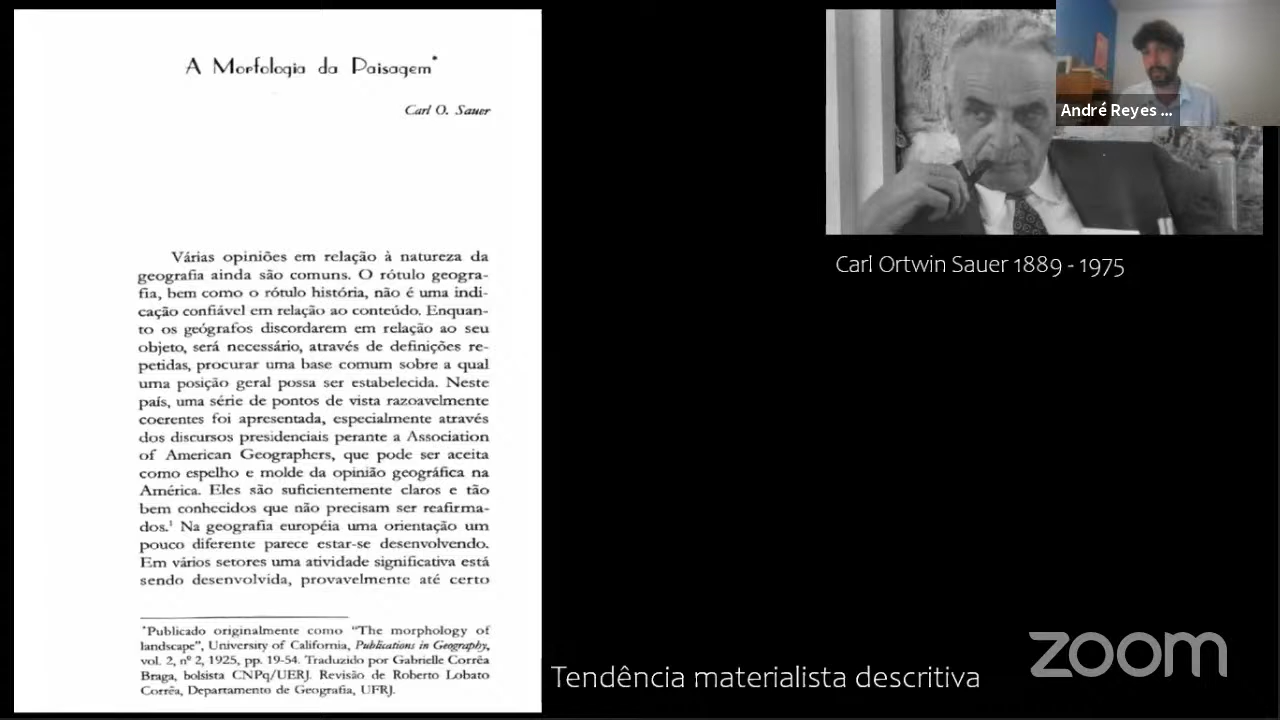 A Morfologia da Paisagem*
Carl O. Sauer
Várias opiniões em relação à natureza da
geografia ainda são comuns. O rótulo geogra-
fia, bem como o rótulo história, não é uma indi-
cação confiável em relação ao conteúdo. Enquan-
to os geógrafos discordarem em relação ao seu
objeto, será necessário, através de definições re-
petidas, procurar uma base comum sobre a qual
uma posição geral possa ser estabelecida. Neste
país, uma série de pontos de vista razoavelmente
coerentes foi apresentada, especialmente através
dos discursos presidenciais perante a Association
of American Geographers, que pode ser aceita
como espelho e molde da opinião geográfica na
América. Eles são suficientemente claros e tão
bem conhecidos que não precisam ser reafirma-
dos.¹ Na geografia européia uma orientação um
pouco diferente parece estar-se desenvolvendo.
Em vários setores uma atividade significativa está
sendo desenvolvida, provavelmente até certo
*Publicado originalmente como “The morphology of
landscape”, University of California, Publications in Geography,
vol. 2, nº 2, 1925, pp. 19-54. Traduzido por Gabrielle Corrêa
Braga, bolsista CNPq/UERJ. Revisão de Roberto Lobato
Corrêa, Departamento de Geografia, UFRJ.
André Reyes ...
Carl Ortwin Sauer 1889 - 1975
Tendência materialista descritiva
zoom